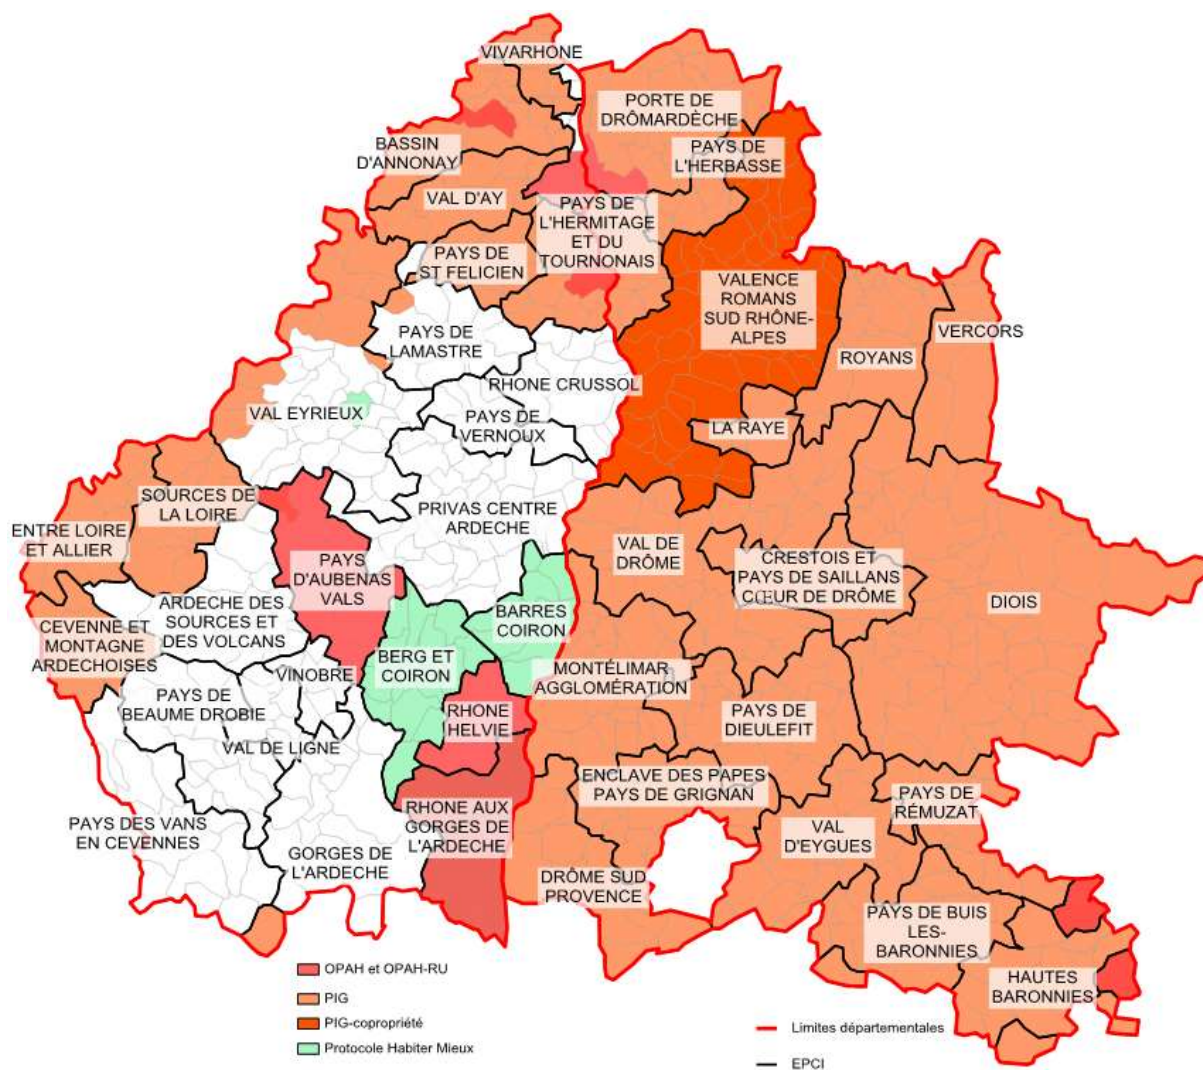 VIVARHONE
PORTE DE
DRÔMARDÈCHE
BASSIN
D'ANNONAY
PAYS DE
L'HERBASSE
VAL D'AY
PAYS DE
L'HERMITAGE
ET DU
TOURNONAIS
PAYS DE
ST FELICIEN
VALENCE
ROMANS
SUD RHÔNE-
ALPES
VERCORS
PAYS DE
LAMASTRE
ROYANS
RHONE CRUSSOL
VAL EYRIEUX
PAYS DE
VERNOUX
LA RAYE
SOURCES DE
LA LOIRE
PRIVAS CENTRE
ARDECHE
ENTRE LOIRE
ET ALLIER
VAL DE
DRÔME
CRESTOIS ET
PAYS DE SAILLANS
CŒUR DE DRÔME
PAYS
D'AUBENAS
VALS
DIOIS
ARDECHE DES
SOURCES ET
DES VOLCANS
BARRES
COIRON
CEVENNE ET
MONTAGNE
ARDECHOISES
BERG ET
COIRON
MONTÉLIMAR
AGGLOMÉRATION
VINOBRE
PAYS DE
BEAUME DROBIE
RHONE
HELVIE
PAYS DE
DIEULEFIT
VAL DE LIGNE
ENCLAVE DES PAPES
PAYS DE GRIGNAN
PAYS DE
RÉMUZAT
RHONE AUX
GORGES DE
L'ARDECHE
PAYS DES VANS
EN CEVENNES
VAL
D'EYGUES
GORGES DE
L'ARDECHE
DRÔME SUD
PROVENCE
PAYS DE BUIS
LES-
BARONNIES
HAUTES
BARONNIES
OPAH et OPAH-RU
PIG
PIG-copropriété
Protocole Habiter Mieux
Limites départementales
EPCI